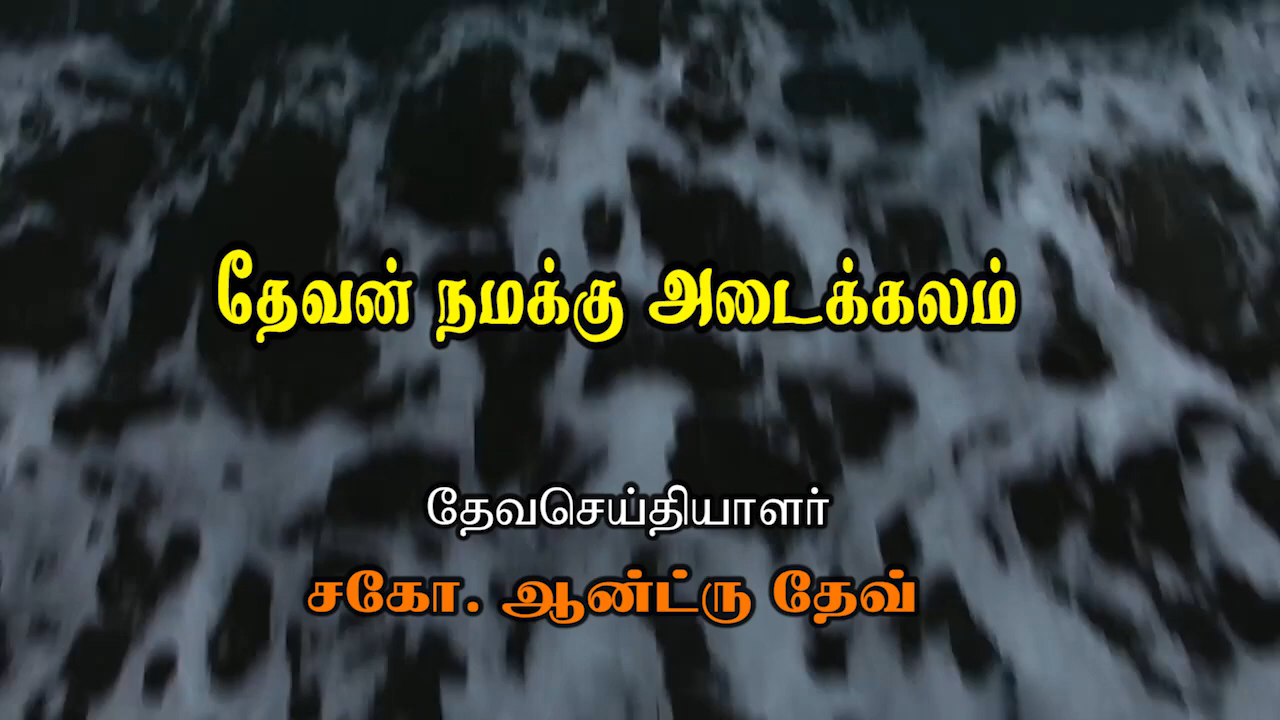 தேவன் நமக்கு அடைக்கலம்
தேவசெய்தியாளர்
சகோ. ஆன்ட்ரு தேவ்